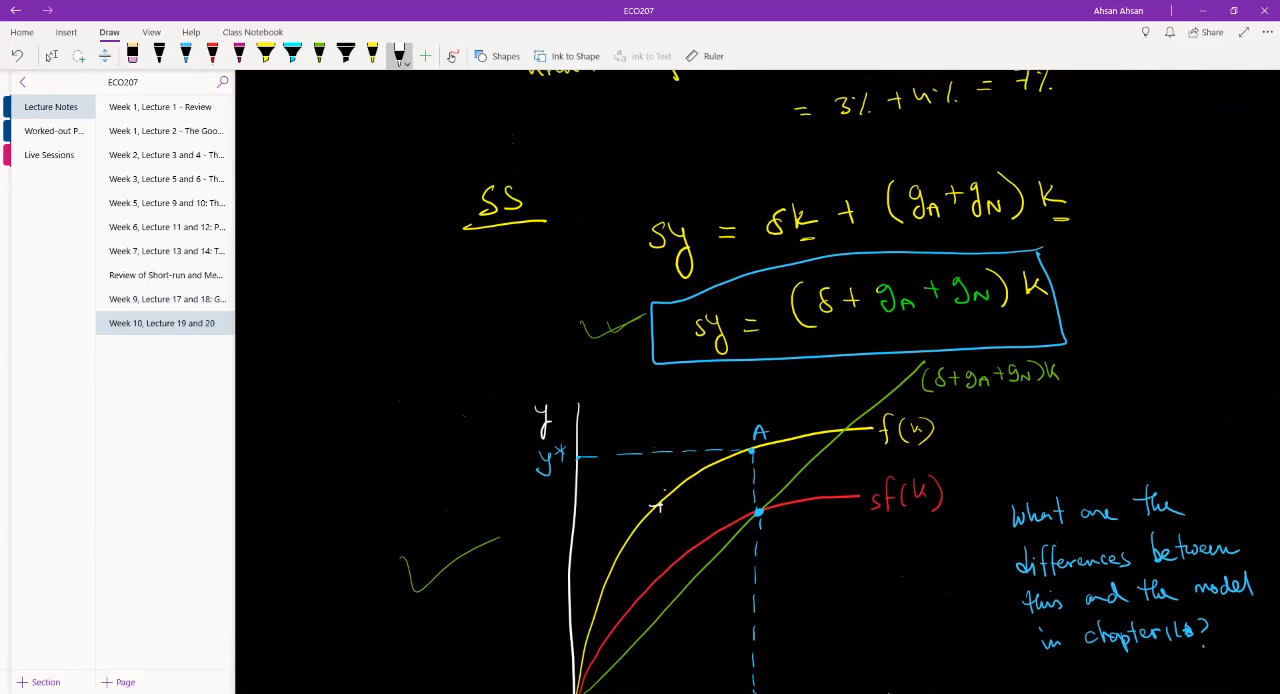 ECO207
Ahsan Ahsan
Home
Insert
Draw
View
Help
Class Notebook
Share
Shapes
Ink to Shape
Ink to Text
Ruler
ECO207
Lecture Notes
Worked-out P...
Live Sessions
Week 1, Lecture 1 - Review
Week 1, Lecture 2 - The Goo...
Week 2, Lecture 3 and 4 - Th...
Week 3, Lecture 5 and 6 - Th...
Week 5, Lecture 9 and 10: Th...
Week 6, Lecture 11 and 12: P...
Week 7, Lecture 13 and 14: T...
Review of Short-run and Me...
Week 9, Lecture 17 and 18: G...
Week 10, Lecture 19 and 20
+ Section
+ Page
= 7%
= 3% + 4%
SS
sy = δk + (gA + gN) k
sy = (δ + gA + gN) k
(δ+gA+gN)k
y
y*
A
f(k)
sf(k)
What are the
differences between
this and the model
in chapter 11?